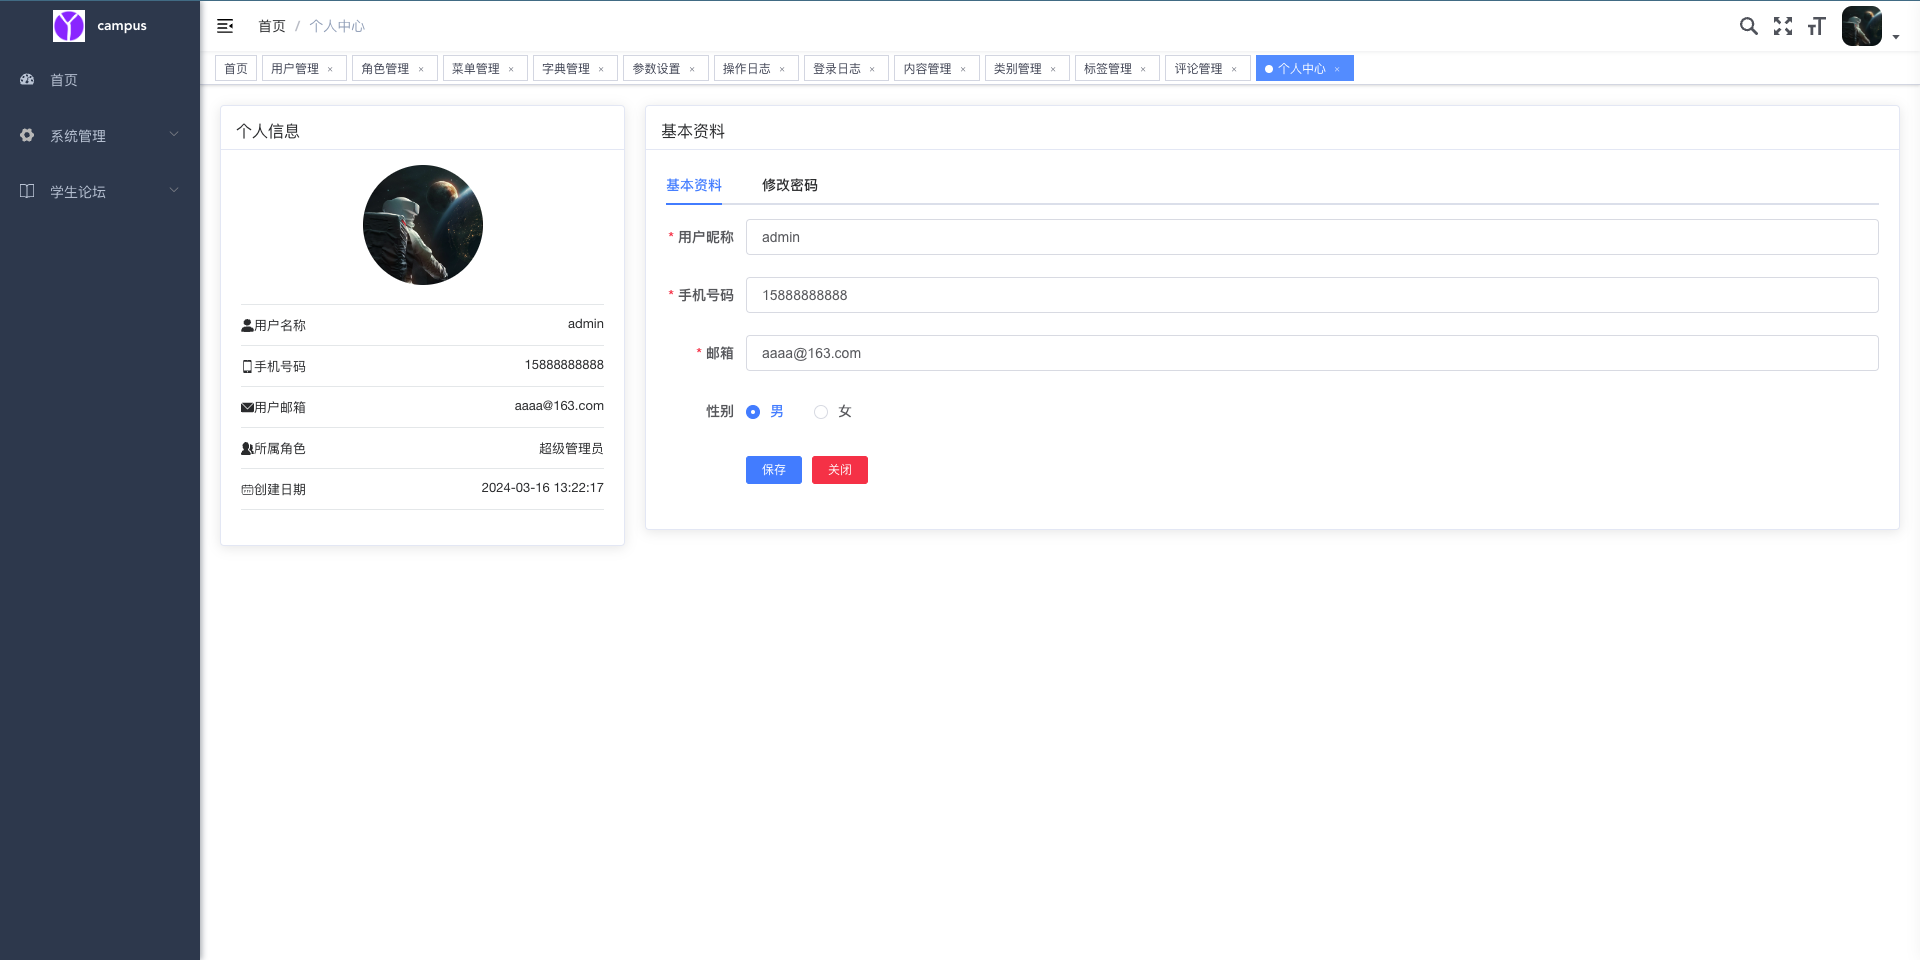 campus
首页 / 个人中心
首页
系统管理
学生论坛
首页 用户管理 × 角色管理 × 菜单管理 × 字典管理 × 参数设置 × 操作日志 × 登录日志 × 内容管理 × 类别管理 × 标签管理 × 评论管理 × 个人中心 ×
个人信息
用户名称 admin
手机号码 15888888888
用户邮箱 aaaa@163.com
所属角色 超级管理员
创建日期 2024-03-16 13:22:17
基本资料
基本资料 修改密码
* 用户昵称 admin
* 手机号码 15888888888
* 邮箱 aaaa@163.com
性别 男 女
保存 关闭